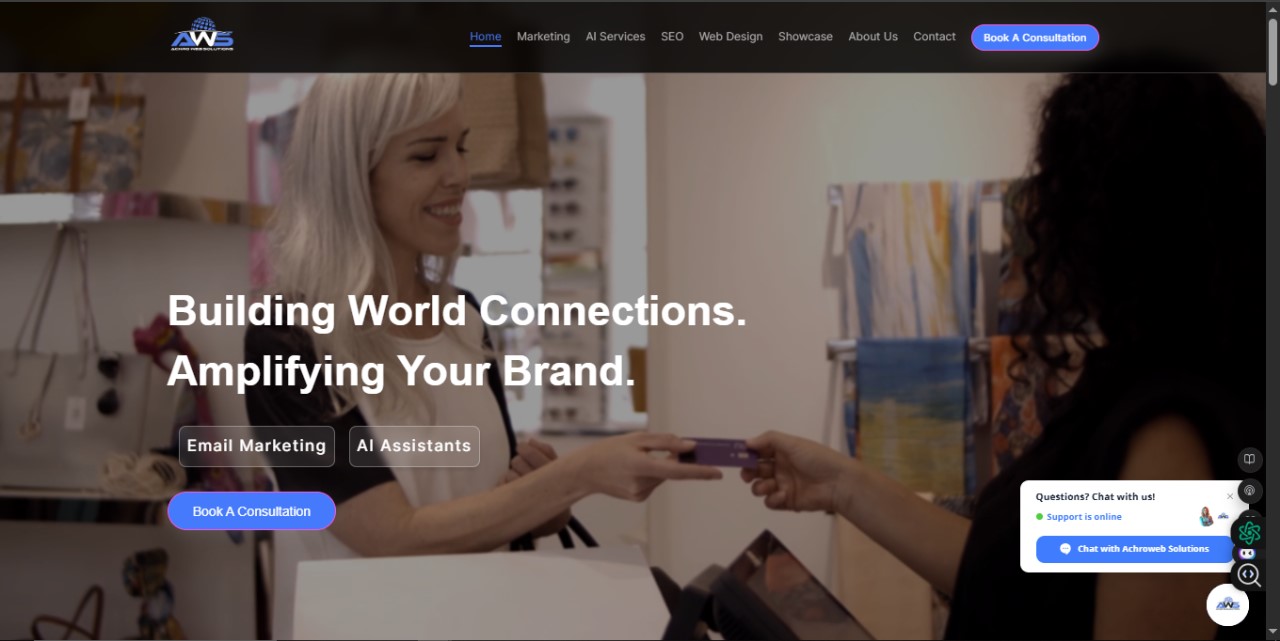 AWS
ACHRO WEB SOLUTIONS
Home
Marketing
AI Services
SEO
Web Design
Showcase
About Us
Contact
Book A Consultation
Building World Connections.
Amplifying Your Brand.
Email Marketing
AI Assistants
Book A Consultation
Questions? Chat with us!
Support is online
Chat with Achroweb Solutions
AWS